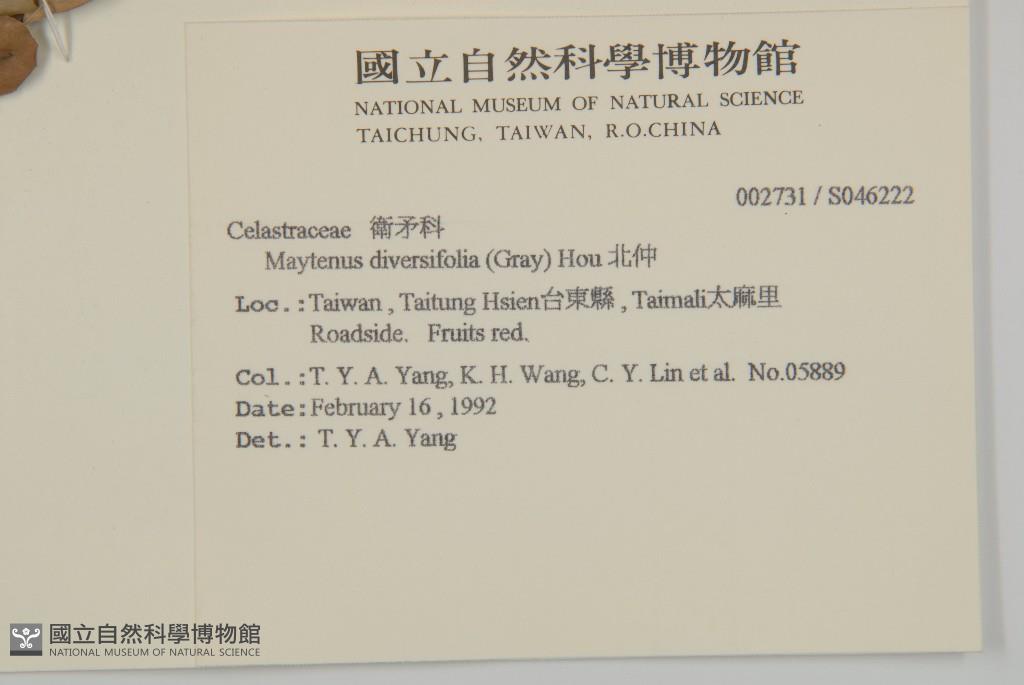 國立自然科學博物館
NATIONAL MUSEUM OF NATURAL SCIENCE
TAICHUNG, TAIWAN, R.O.CHINA
002731 / S046222
Celastraceae 衛矛科
Maytenus diversifolia (Gray) Hou 北仲
Loc.:Taiwan , Taitung Hsien台東縣 , Taimali太麻里
Roadside. Fruits red.
Col.:T. Y. A. Yang, K. H. Wang, C. Y. Lin et al. No.05889
Date:February 16 , 1992
Det.: T. Y. A. Yang
國立自然科學博物館
NATIONAL MUSEUM OF NATURAL SCIENCE